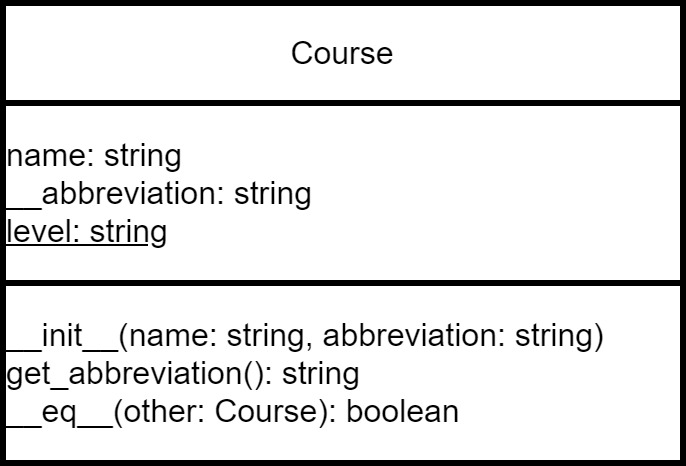 Course
name: string
__abbreviation: string
level: string
__init__(name: string, abbreviation: string)
get_abbreviation(): string
__eq__(other: Course): boolean